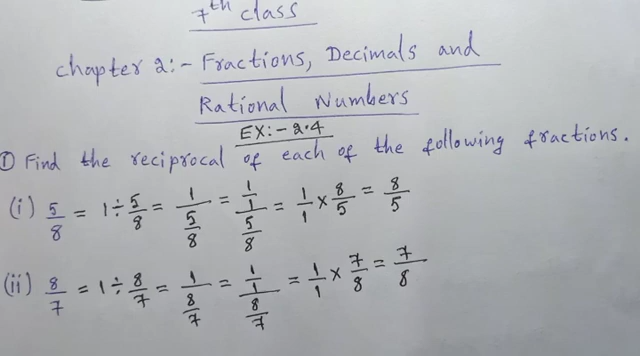 7th class
chapter 2:- Fractions, Decimals and
Rational Numbers
EX:- 2.4
① Find the reciprocal of each of the following fractions.
(i) 5/8 = 1 ÷ 5/8 = 1/(5/8) = (1/1)/(5/8) = 1/1 × 8/5 = 8/5
(ii) 8/7 = 1 ÷ 8/7 = 1/(8/7) = (1/1)/(8/7) = 1/1 × 7/8 = 7/8